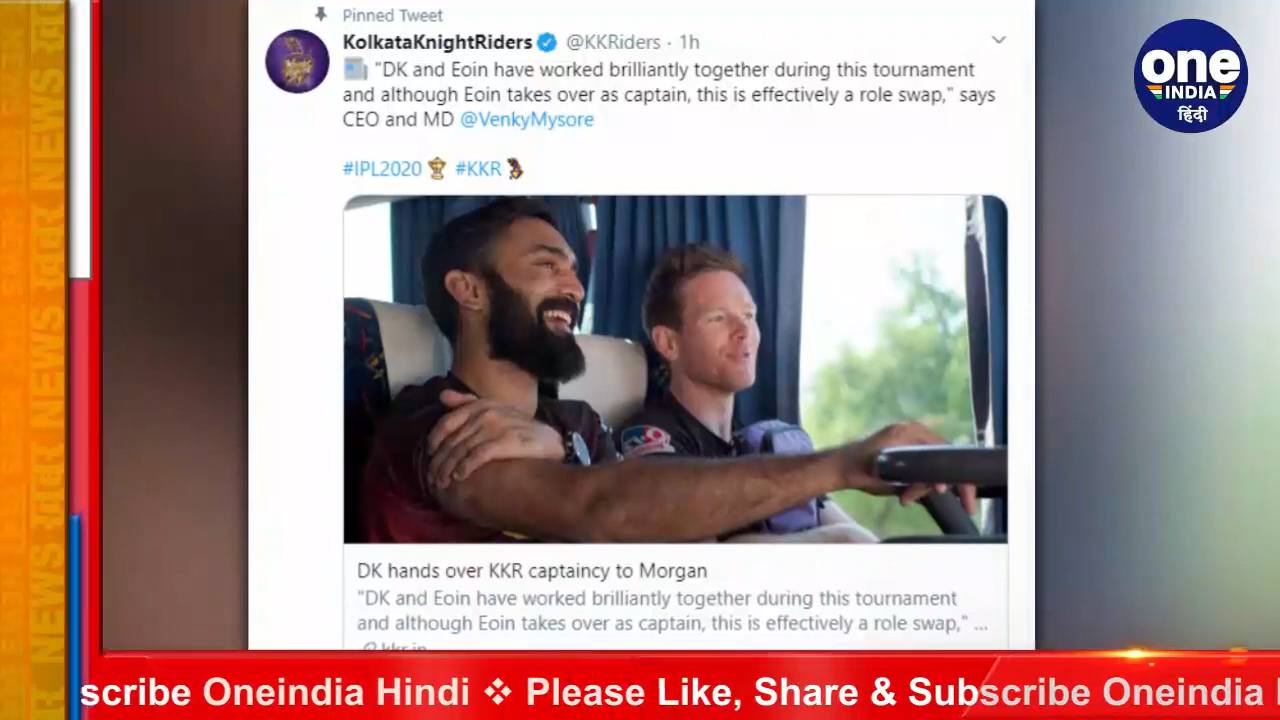 Pinned Tweet
KolkataKnightRiders @KKRiders · 1h
"DK and Eoin have worked brilliantly together during this tournament
and although Eoin takes over as captain, this is effectively a role swap," says
CEO and MD @VenkyMysore
#IPL2020 #KKR
DK hands over KKR captaincy to Morgan
"DK and Eoin have worked brilliantly together during this tournament
and although Eoin takes over as captain, this is effectively a role swap," ...
one
INDIA
हिंदी
NEWS
NEWS
NEWS
scribe Oneindia Hindi ❖ Please Like, Share & Subscribe Oneindia